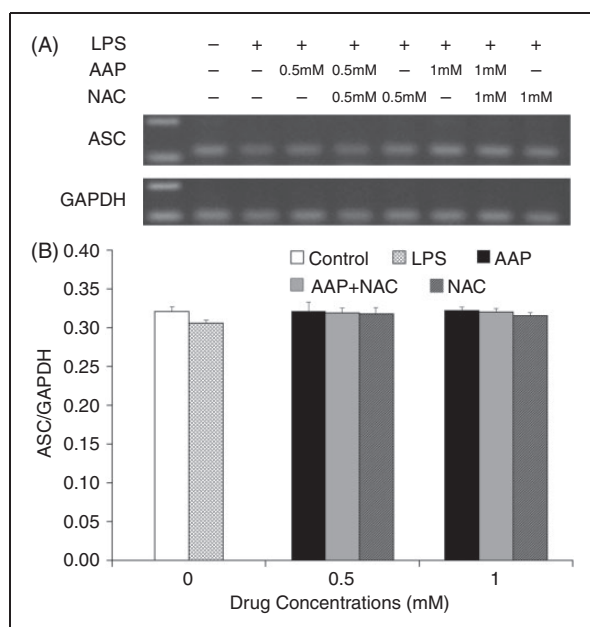 (A) LPS – + + + + + + +
AAP 0.5mM 0.5mM – 1mM 1mM –
NAC – – – 0.5mM 0.5mM – 1mM 1mM
ASC
GAPDH
(B)
0.40
0.35
0.30
0.25
0.20
0.15
0.10
0.05
0.00
ASC/GAPDH
Control LPS AAP
AAP+NAC NAC
0 0.5 1
Drug Concentrations (mM)